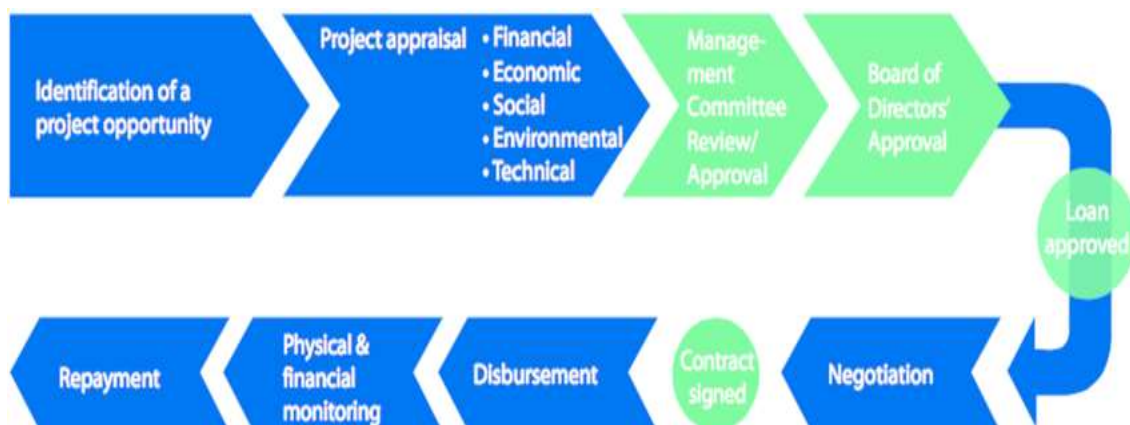 Identification of a
project opportunity
Project appraisal
• Financial
• Economic
• Social
• Environmental
• Technical
Manage-
ment
Committee
Review/
Approval
Board of
Directors'
Approval
Loan
approved
Negotiation
Contract
signed
Disbursement
Physical &
financial
monitoring
Repayment